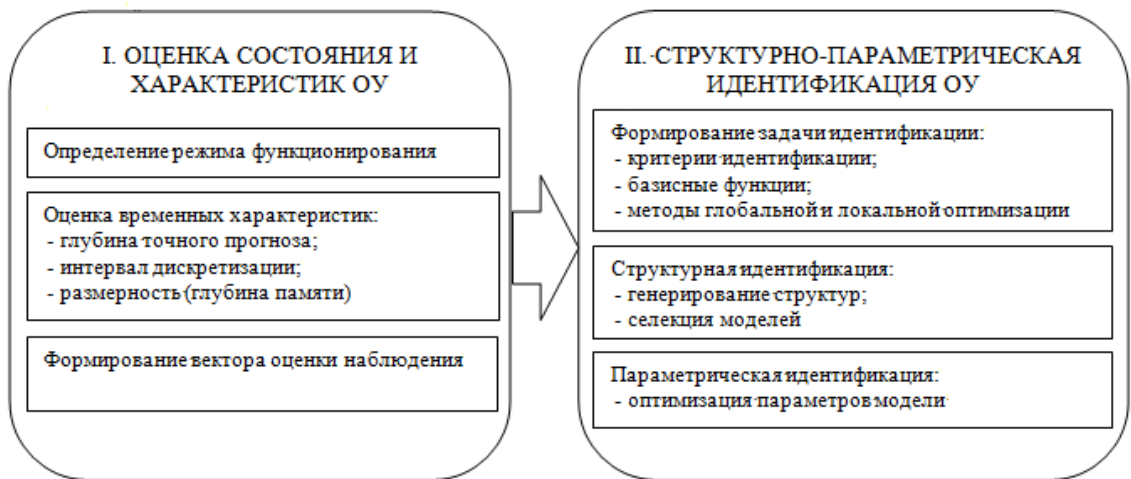 I. ОЦЕНКА СОСТОЯНИЯ И
ХАРАКТЕРИСТИК ОУ
Определение режима функционирования
Оценка временных характеристик:
- глубина точного прогноза;
- интервал дискретизации;
- размерность (глубина памяти)
Формирование вектора оценки наблюдения
II. СТРУКТУРНО-ПАРАМЕТРИЧЕСКАЯ
ИДЕНТИФИКАЦИЯ ОУ
Формирование задачи идентификации:
- критерии идентификации;
- базисные функции;
- методы глобальной и локальной оптимизации
Структурная идентификация:
- генерирование структур;
- селекция моделей
Параметрическая идентификация:
- оптимизация параметров модели